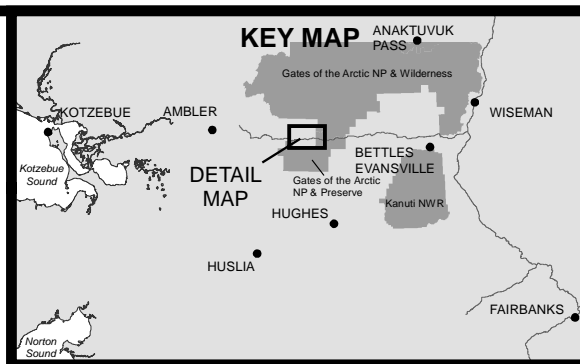 KEY MAP
ANAKTUVUK
PASS
Gates of the Arctic NP & Wilderness
KOTZEBUE
AMBLER
WISEMAN
Kotzebue
Sound
DETAIL
MAP
BETTLES
EVANSVILLE
Gates of the Arctic
NP & Preserve
Kanuti NWR
HUGHES
HUSLIA
FAIRBANKS
Norton
Sound